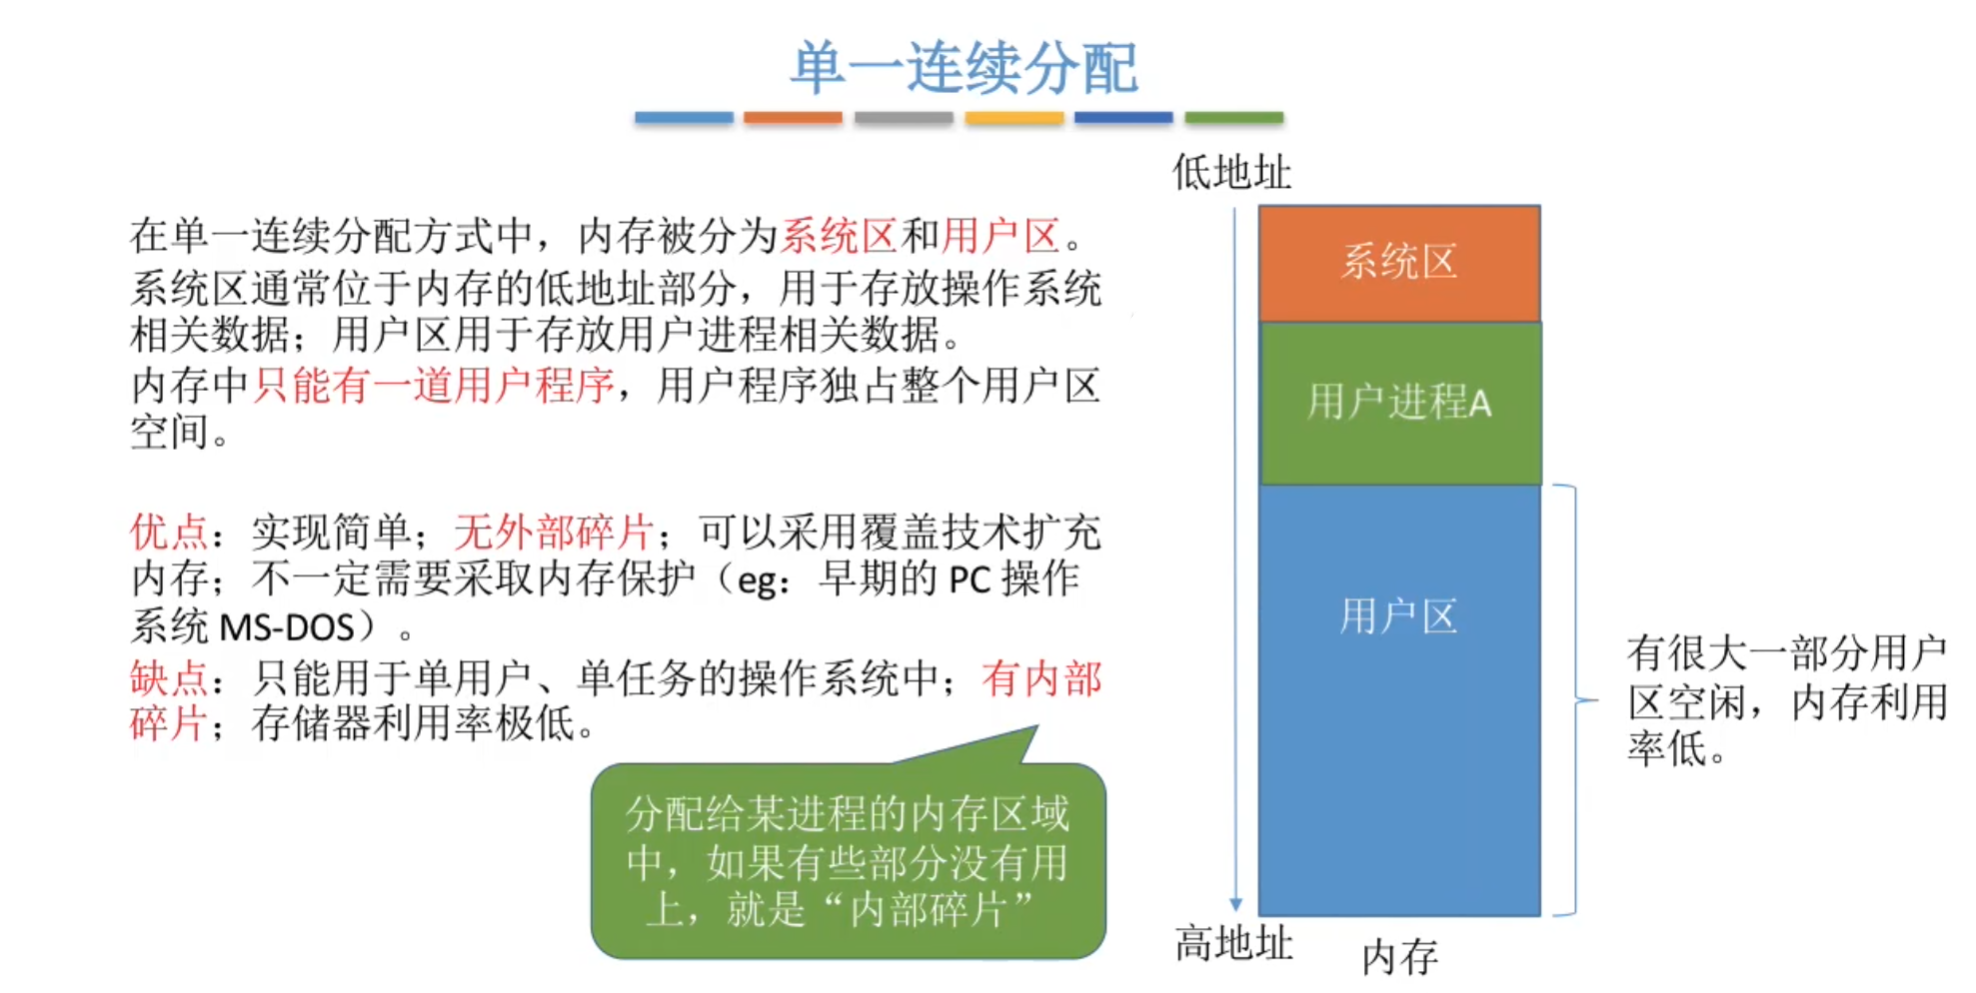 单一连续分配
在单一连续分配方式中，内存被分为系统区和用户区。
系统区通常位于内存的低地址部分，用于存放操作系统
相关数据；用户区用于存放用户进程相关数据。
内存中只能有一道用户程序，用户程序独占整个用户区
空间。
优点：实现简单；无外部碎片；可以采用覆盖技术扩充
内存；不一定需要采取内存保护（eg：早期的 PC 操作
系统 MS-DOS）。
缺点：只能用于单用户、单任务的操作系统中；有内部
碎片；存储器利用率极低。
分配给某进程的内存区域
中，如果有些部分没有用
上，就是“内部碎片”
低地址
系统区
用户进程A
用户区
有很大一部分用户
区空闲，内存利用
率低。
高地址
内存